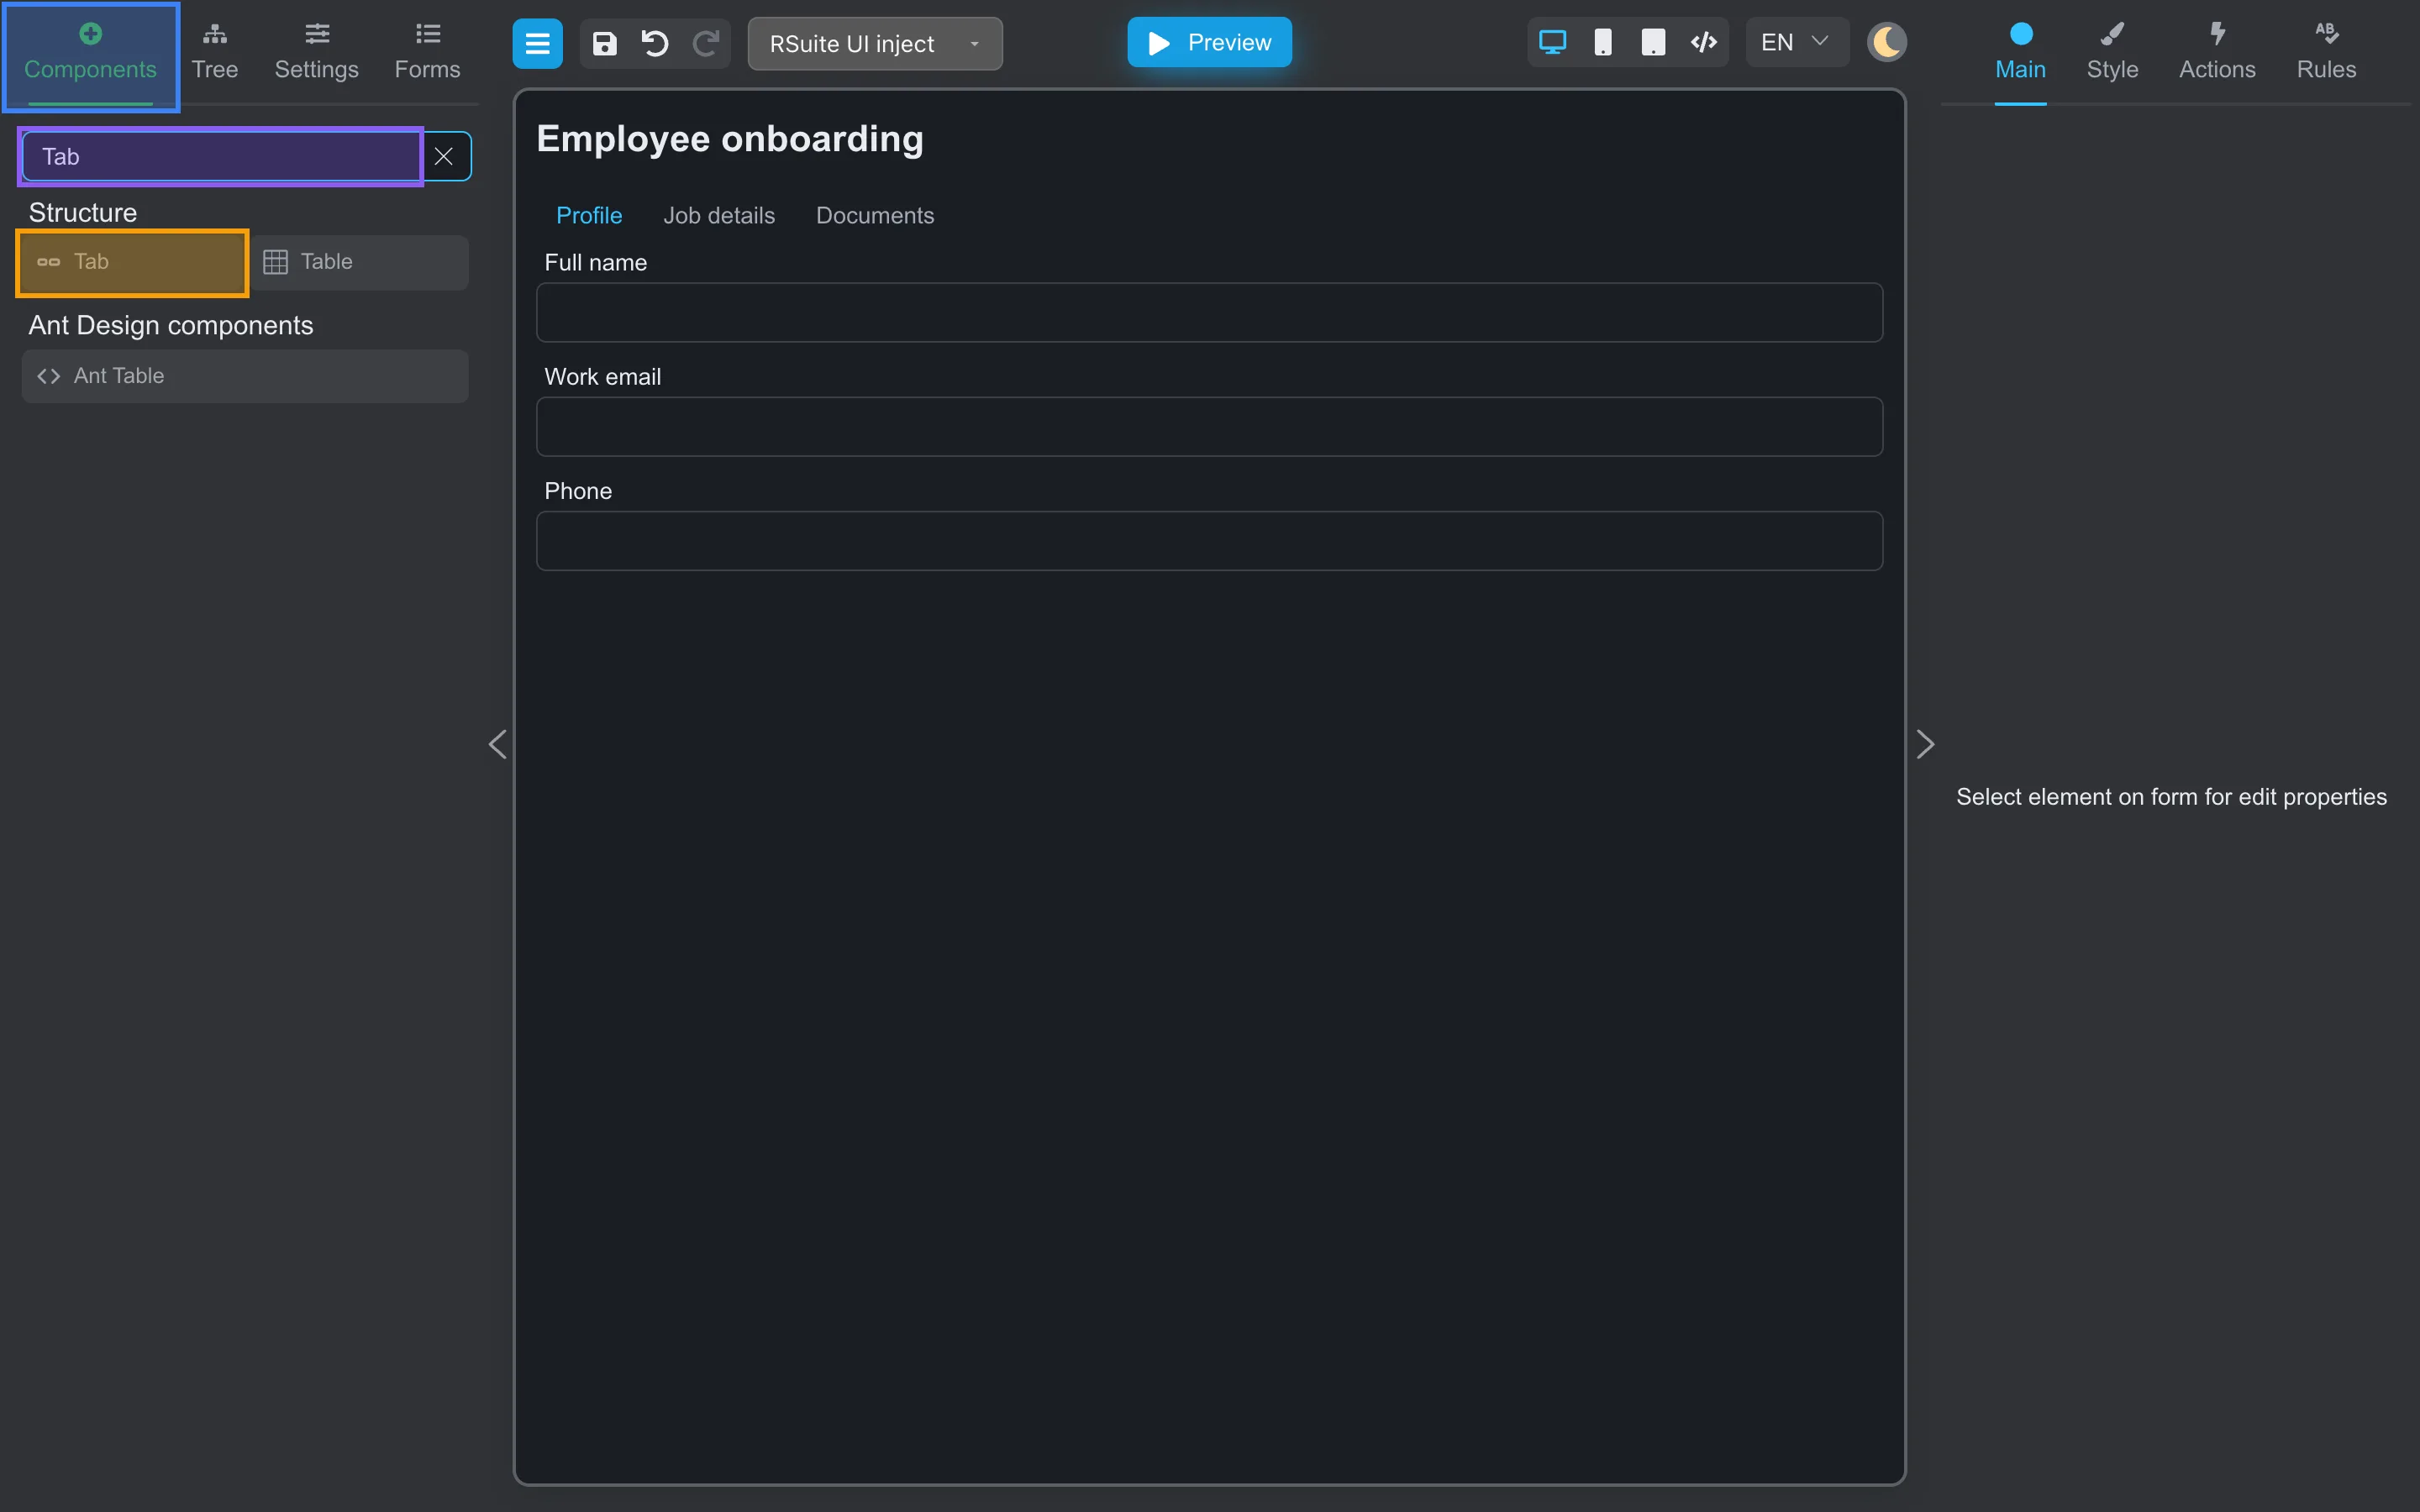 Components Tree Settings Forms
RSuite UI inject
Preview
EN
Main Style Actions Rules
Tab
Structure
Tab Table
Ant Design components
Ant Table
Employee onboarding
Profile Job details Documents
Full name
Work email
Phone
Select element on form for edit properties